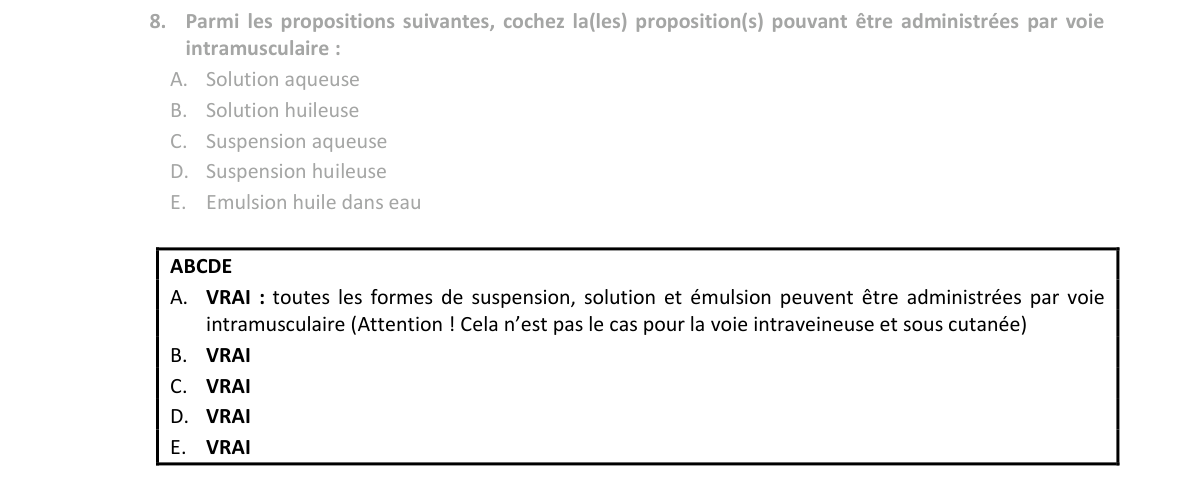 8. Parmi les propositions suivantes, cochez la(les) proposition(s) pouvant être administrées par voie
intramusculaire :
A. Solution aqueuse
B. Solution huileuse
C. Suspension aqueuse
D. Suspension huileuse
E. Emulsion huile dans eau
ABCDE
A. VRAI : toutes les formes de suspension, solution et émulsion peuvent être administrées par voie
intramusculaire (Attention ! Cela n’est pas le cas pour la voie intraveineuse et sous cutanée)
B. VRAI
C. VRAI
D. VRAI
E. VRAI